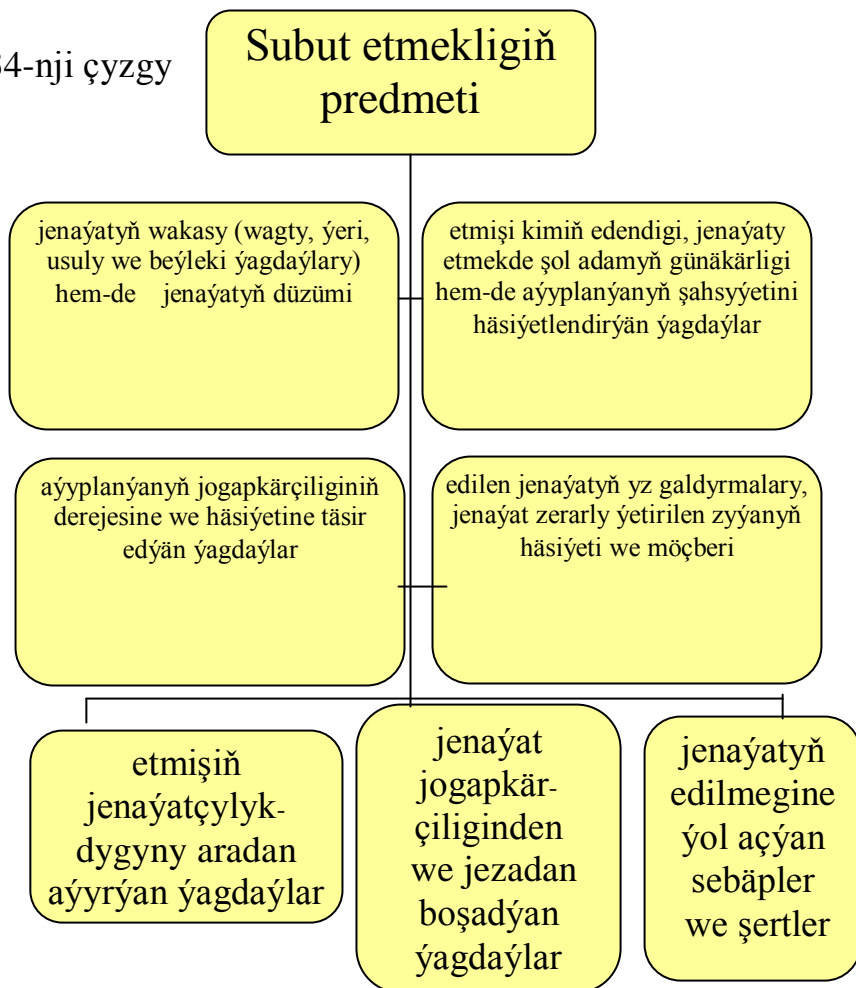 4-nji çyzgy
Subut etmekligiň
predmeti
jenaýatyň wakasy (wagty, ýeri,
usuly we beýleki ýagdaýlary)
hem-de jenaýatyň düzümi
etmişi kimiň edendigi, jenaýaty
etmekde şol adamyň günäkärligi
hem-de aýyplanýanyň şahsyýetini
häsiýetlendirýän ýagdaýlar
aýyplanýanyň jogapkärçiliginiň
derejesine we häsiýetine täsir
edýän ýagdaýlar
edilen jenaýatyň yz galdyrmalary,
jenaýat zerarly ýetirilen zyýanyň
häsiýeti we möçberi
etmişiň
jenaýatçylyk-
dygyny aradan
aýyrýan ýagdaýlar
jenaýat
jogapkär-
çiliginden
we jezadan
boşadýan
ýagdaýlar
jenaýatyň
edilmegine
ýol açýan
sebäpler
we şertler